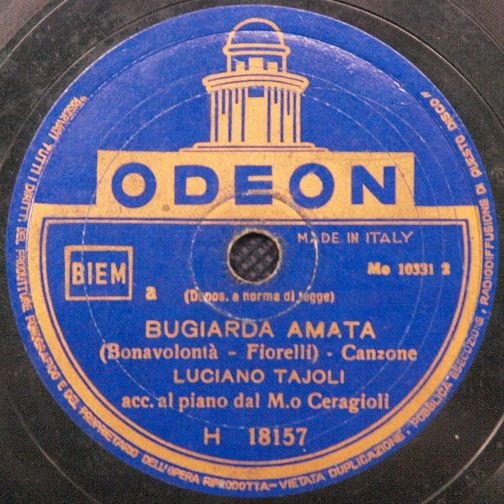 ODEON
MADE IN ITALY
BIEM
Mo 10331 2
a
(Depos. a norma di legge)
BUGIARDA AMATA
(Bonavolontà - Fiorelli) - Canzone
LUCIANO TAJOLI
acc. al piano dal M.o Ceragioli
H 18157
"RISERVATI TUTTI I DIRITTI DEL PRODUTTORE FONOGRAFICO E DEL PROPRIETARIO DELL'OPERA RIPRODOTTA-VIETATA DUPLICAZIONE, PUBBLICA ESECUZIONE, RADIODIFFUSIONE DI QUESTO DISCO"